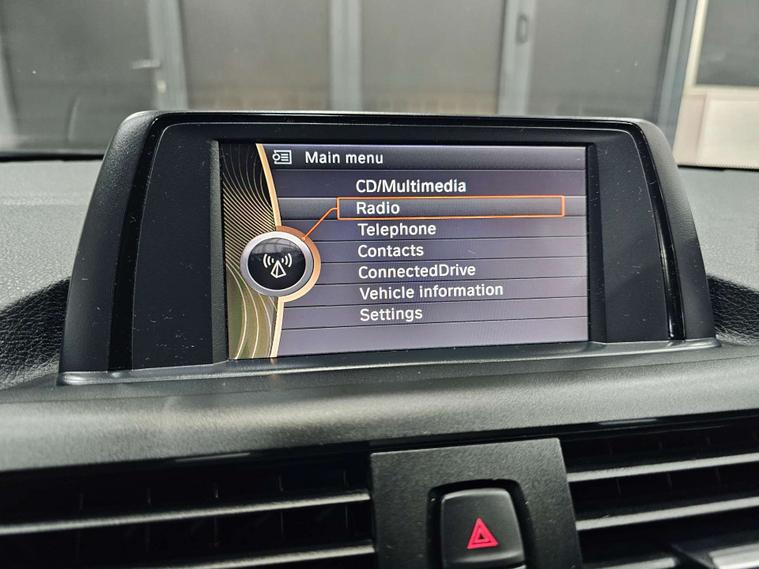 Main menu
CD/Multimedia
Radio
Telephone
Contacts
ConnectedDrive
Vehicle information
Settings